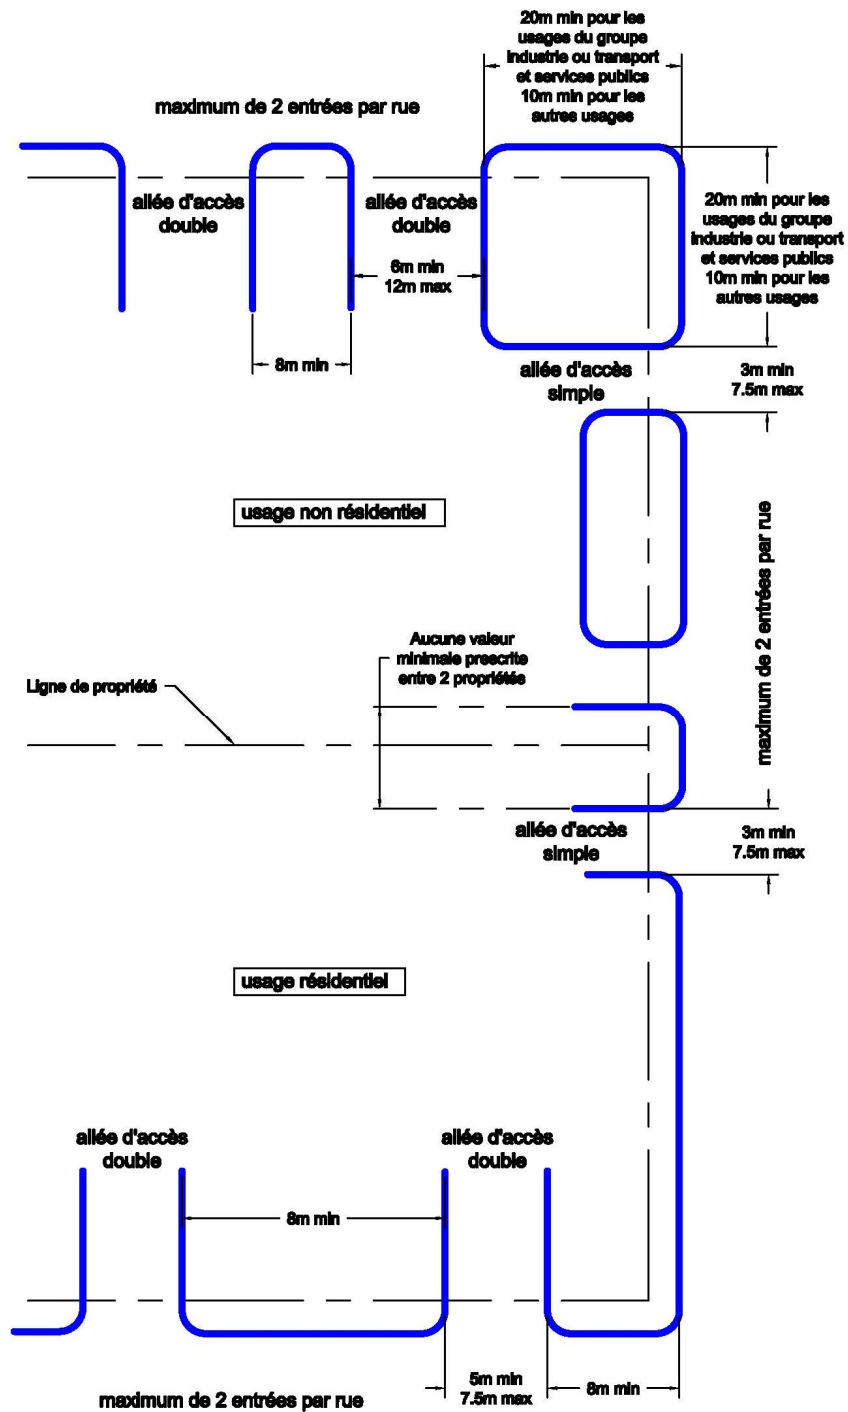 20m min pour les
usages du groupe
industrie ou transport
et services publics
10m min pour les
autres usages
maximum de 2 entrées par rue
allée d'accès
double
allée d'accès
double
20m min pour les
usages du groupe
industrie ou transport
et services publics
10m min pour les
autres usages
6m min
12m max
8m min
allée d'accès
simple
3m min
7.5m max
usage non résidentiel
maximum de 2 entrées par rue
Aucune valeur
minimale prescrite
entre 2 propriétés
Ligne de propriété
allée d'accès
simple
3m min
7.5m max
usage résidentiel
allée d'accès
double
allée d'accès
double
8m min
5m min
7.5m max
8m min
maximum de 2 entrées par rue